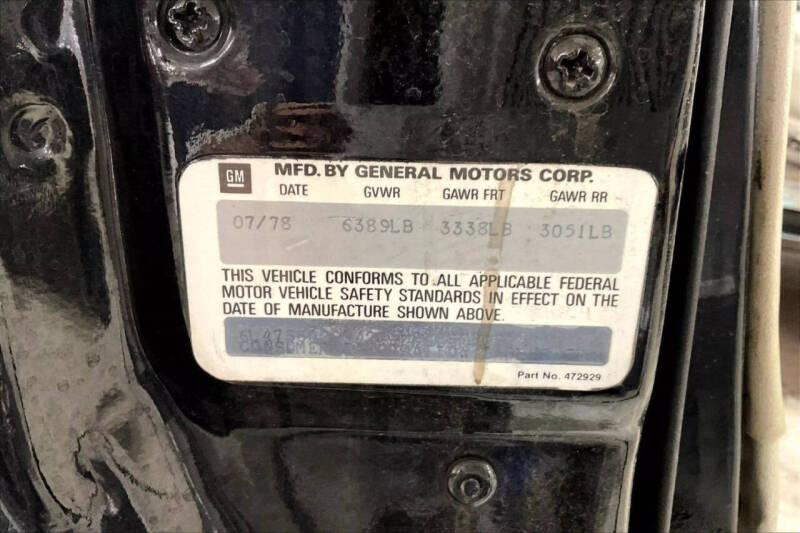 GM MFD. BY GENERAL MOTORS CORP.
DATE GVWR GAWR FRT GAWR RR
07/78 6389LB 3338LB 3051LB
THIS VEHICLE CONFORMS TO ALL APPLICABLE FEDERAL
MOTOR VEHICLE SAFETY STANDARDS IN EFFECT ON THE
DATE OF MANUFACTURE SHOWN ABOVE.
Part No. 472929